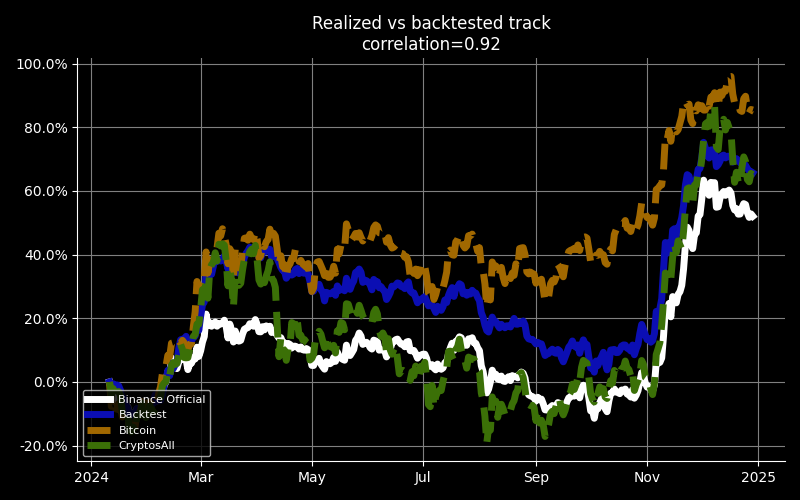 Realized vs backtested track
correlation=0.92
100.0%
80.0%
60.0%
40.0%
20.0%
0.0%
-20.0%
Binance Official
Backtest
Bitcoin
CryptosAll
2024
Mar
May
Jul
Sep
Nov
2025